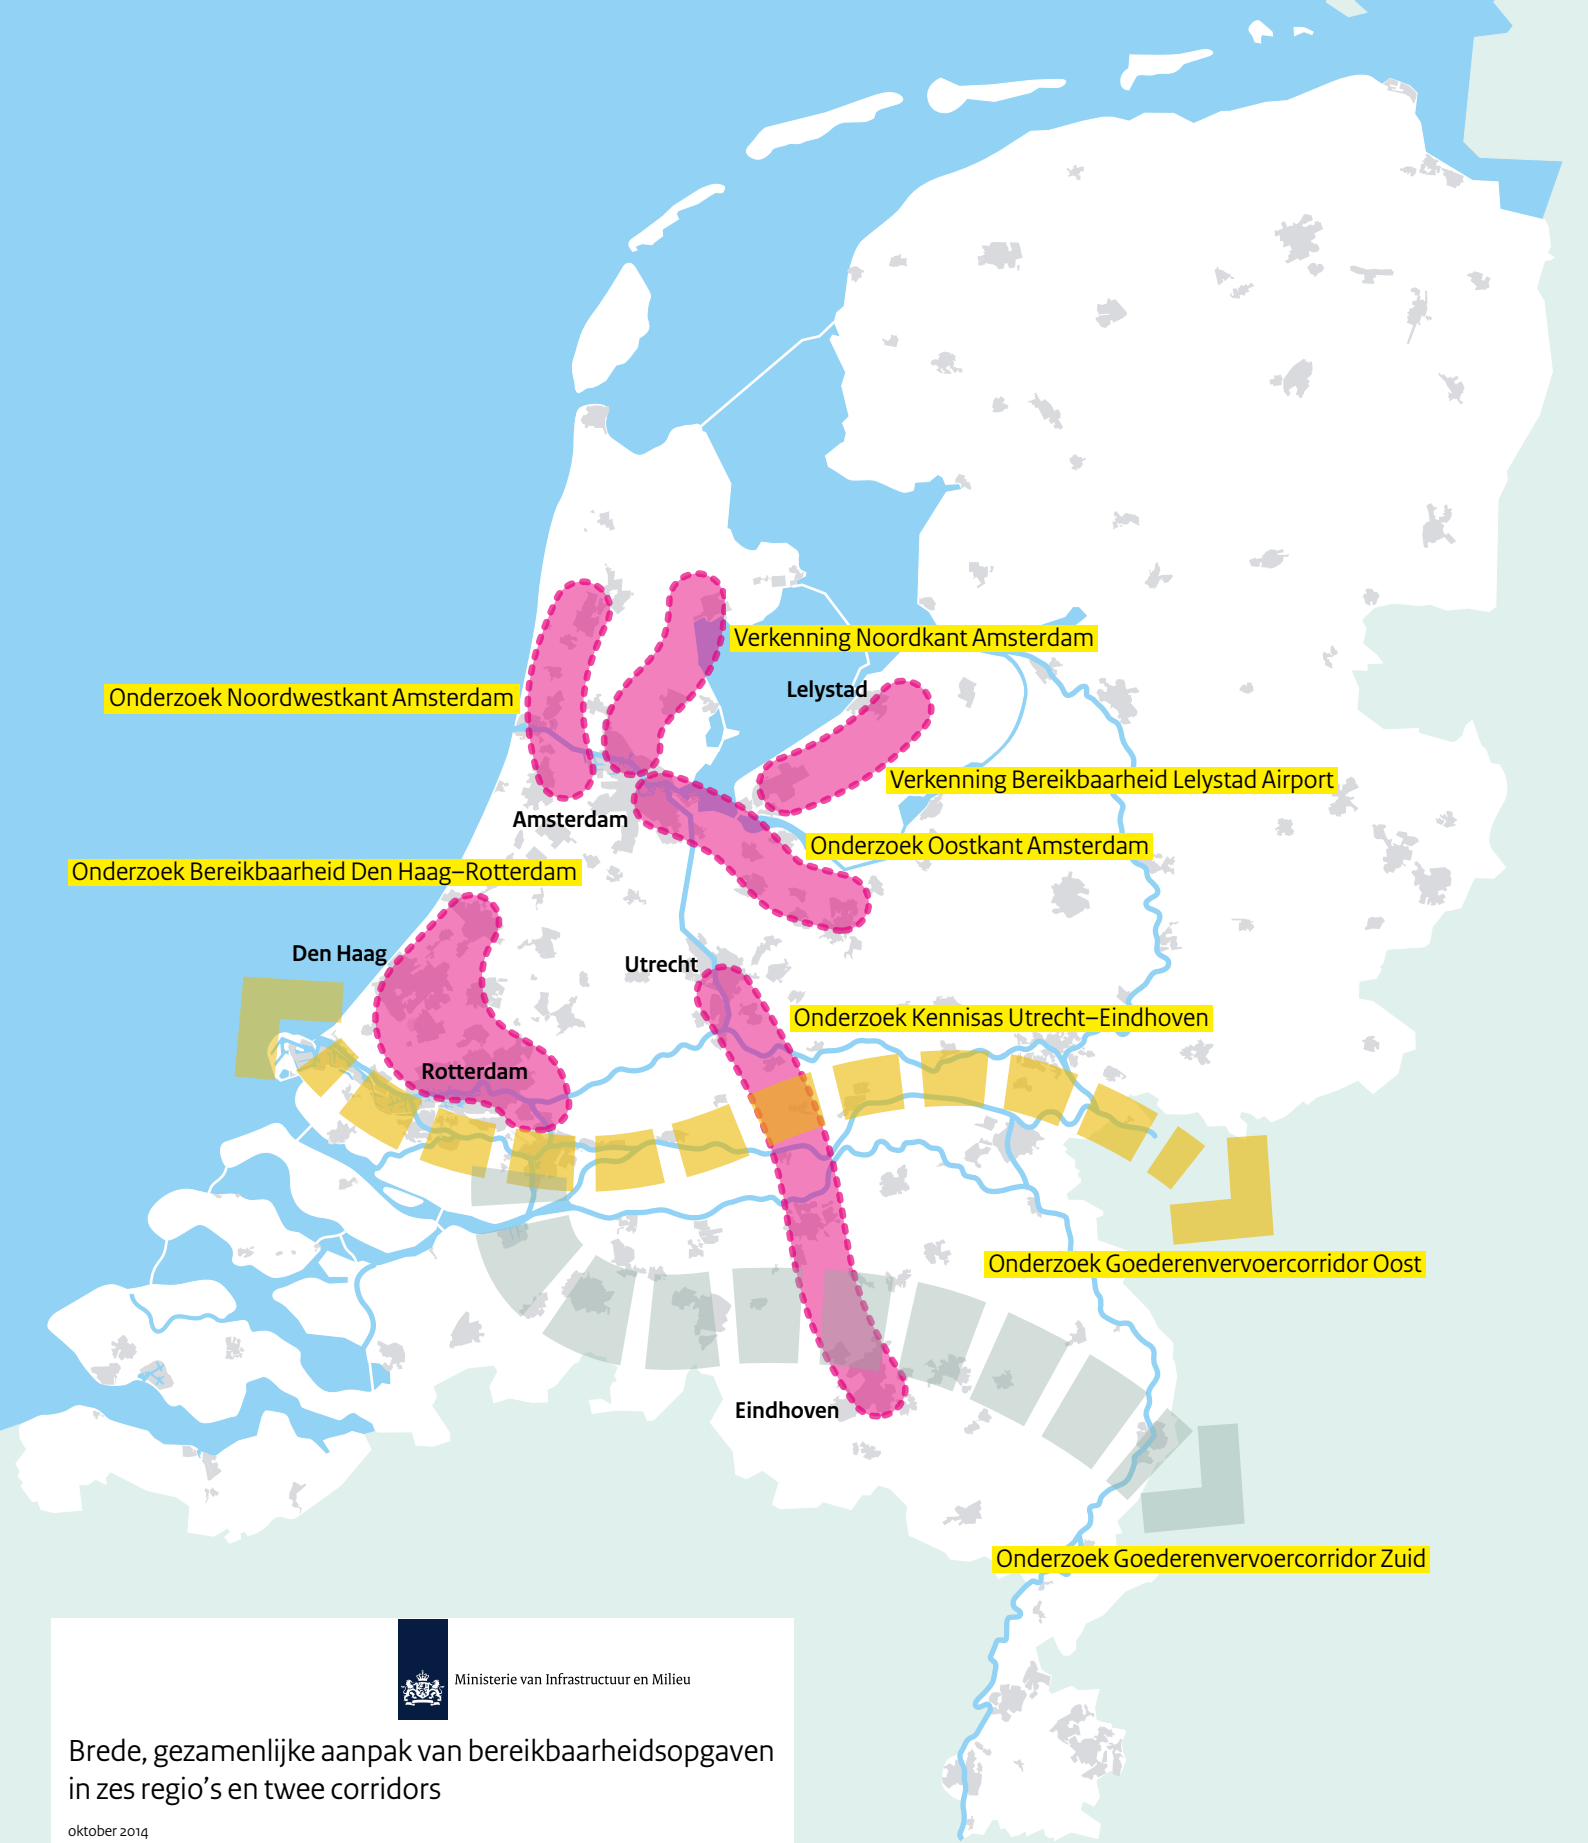 Verkenning Noordkant Amsterdam
Lelystad
Onderzoek Noordwestkant Amsterdam
Verkenning Bereikbaarheid Lelystad Airport
Amsterdam
Onderzoek Oostkant Amsterdam
Onderzoek Bereikbaarheid Den Haag–Rotterdam
Den Haag
Utrecht
Onderzoek Kennisas Utrecht–Eindhoven
Rotterdam
Onderzoek Goederenvervoercorridor Oost
Eindhoven
Onderzoek Goederenvervoercorridor Zuid
Ministerie van Infrastructuur en Milieu
Brede, gezamenlijke aanpak van bereikbaarheidsopgaven
in zes regio's en twee corridors
oktober 2014